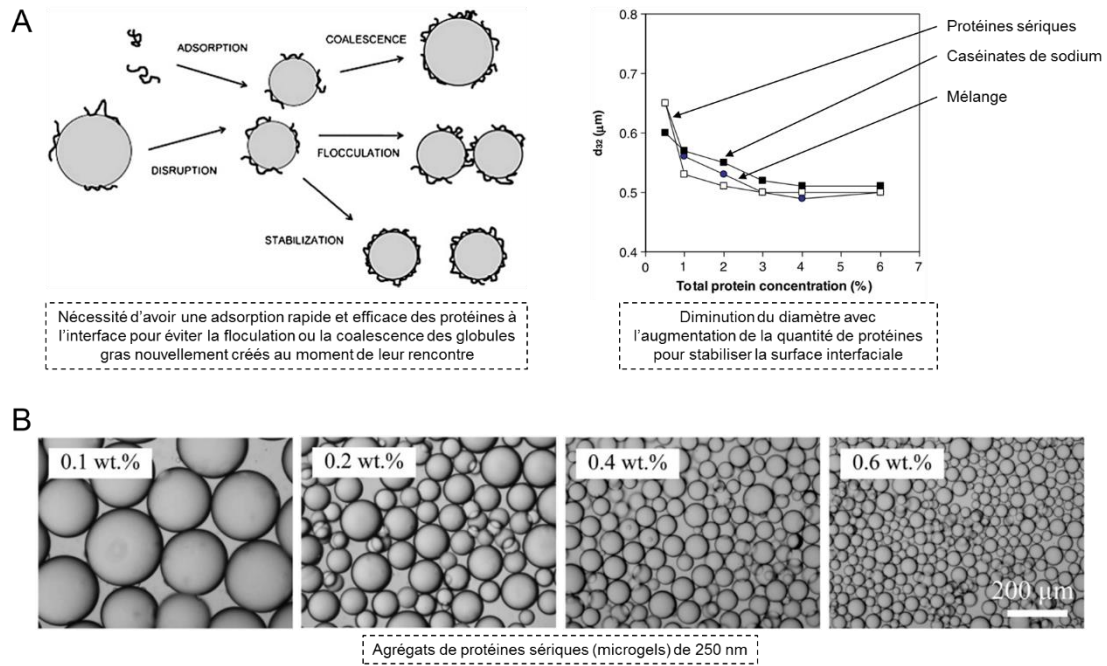 A
ADSORPTION
COALESCENCE
DISRUPTION
FLOCCULATION
STABILIZATION
Nécessité d'avoir une adsorption rapide et efficace des protéines à
l'interface pour éviter la floculation ou la coalescence des globules
gras nouvellement créés au moment de leur rencontre
0.8
0.7
0.6
0.5
0.4
d32 (μm)
0
1
2
3
4
5
6
7
Total protein concentration (%)
Protéines sériques
Caséinates de sodium
Mélange
Diminution du diamètre avec
l'augmentation de la quantité de protéines
pour stabiliser la surface interfaciale
B
0.1 wt.%
0.2 wt.%
0.4 wt.%
0.6 wt.%
200 μm
Agrégats de protéines sériques (microgels) de 250 nm